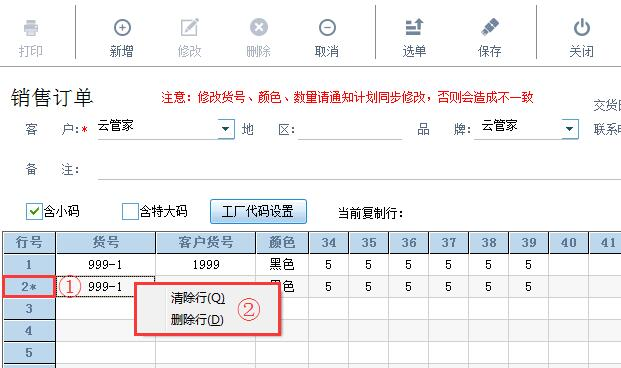 打印 新增 修改 删除 取消 选单 保存 关闭
销售订单 注意：修改货号、颜色、数量请通知计划同步修改，否则会造成不一致
交货日
客 户:* 云管家 地 区: 品 牌: 云管家 联系电
备 注:
含小码 含特大码 工厂代码设置 当前复制行:
行号 货号 客户货号 颜色 34 35 36 37 38 39 40 41
1 999-1 1999 黑色 5 5 5 5 5 5
2* ① 999-1 色 5 5 5 5 5 5
清除行(Q) ②
3
删除行(D)
4
5